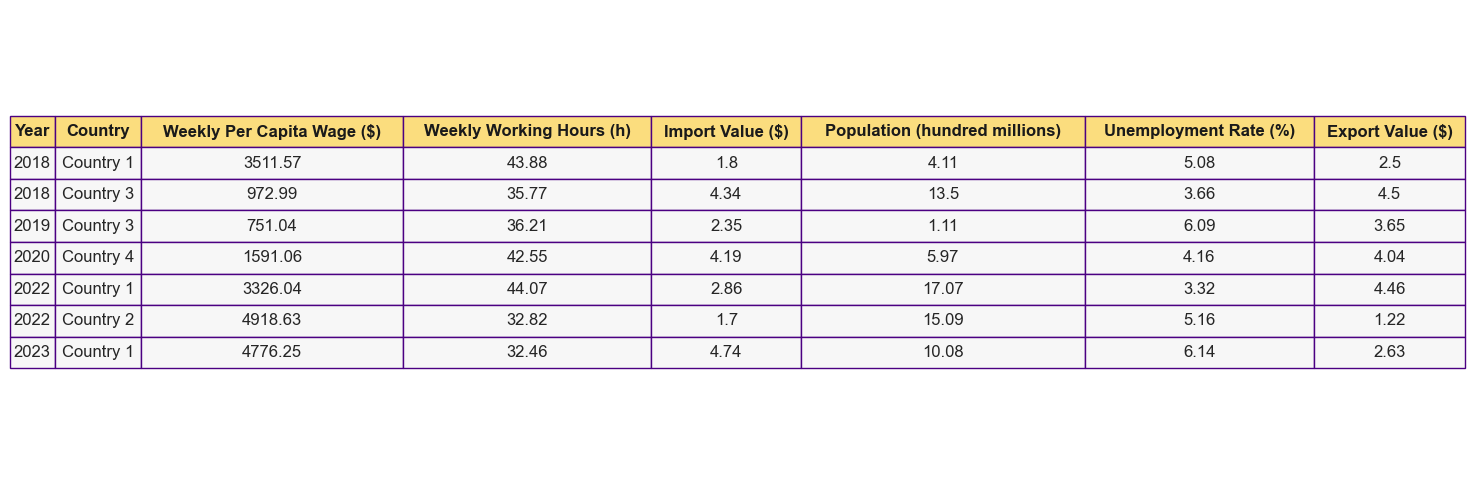 Year Country Weekly Per Capita Wage ($) Weekly Working Hours (h) Import Value ($) Population (hundred millions) Unemployment Rate (%) Export Value ($)
2018 Country 1 3511.57 43.88 1.8 4.11 5.08 2.5
2018 Country 3 972.99 35.77 4.34 13.5 3.66 4.5
2019 Country 3 751.04 36.21 2.35 1.11 6.09 3.65
2020 Country 4 1591.06 42.55 4.19 5.97 4.16 4.04
2022 Country 1 3326.04 44.07 2.86 17.07 3.32 4.46
2022 Country 2 4918.63 32.82 1.7 15.09 5.16 1.22
2023 Country 1 4776.25 32.46 4.74 10.08 6.14 2.63